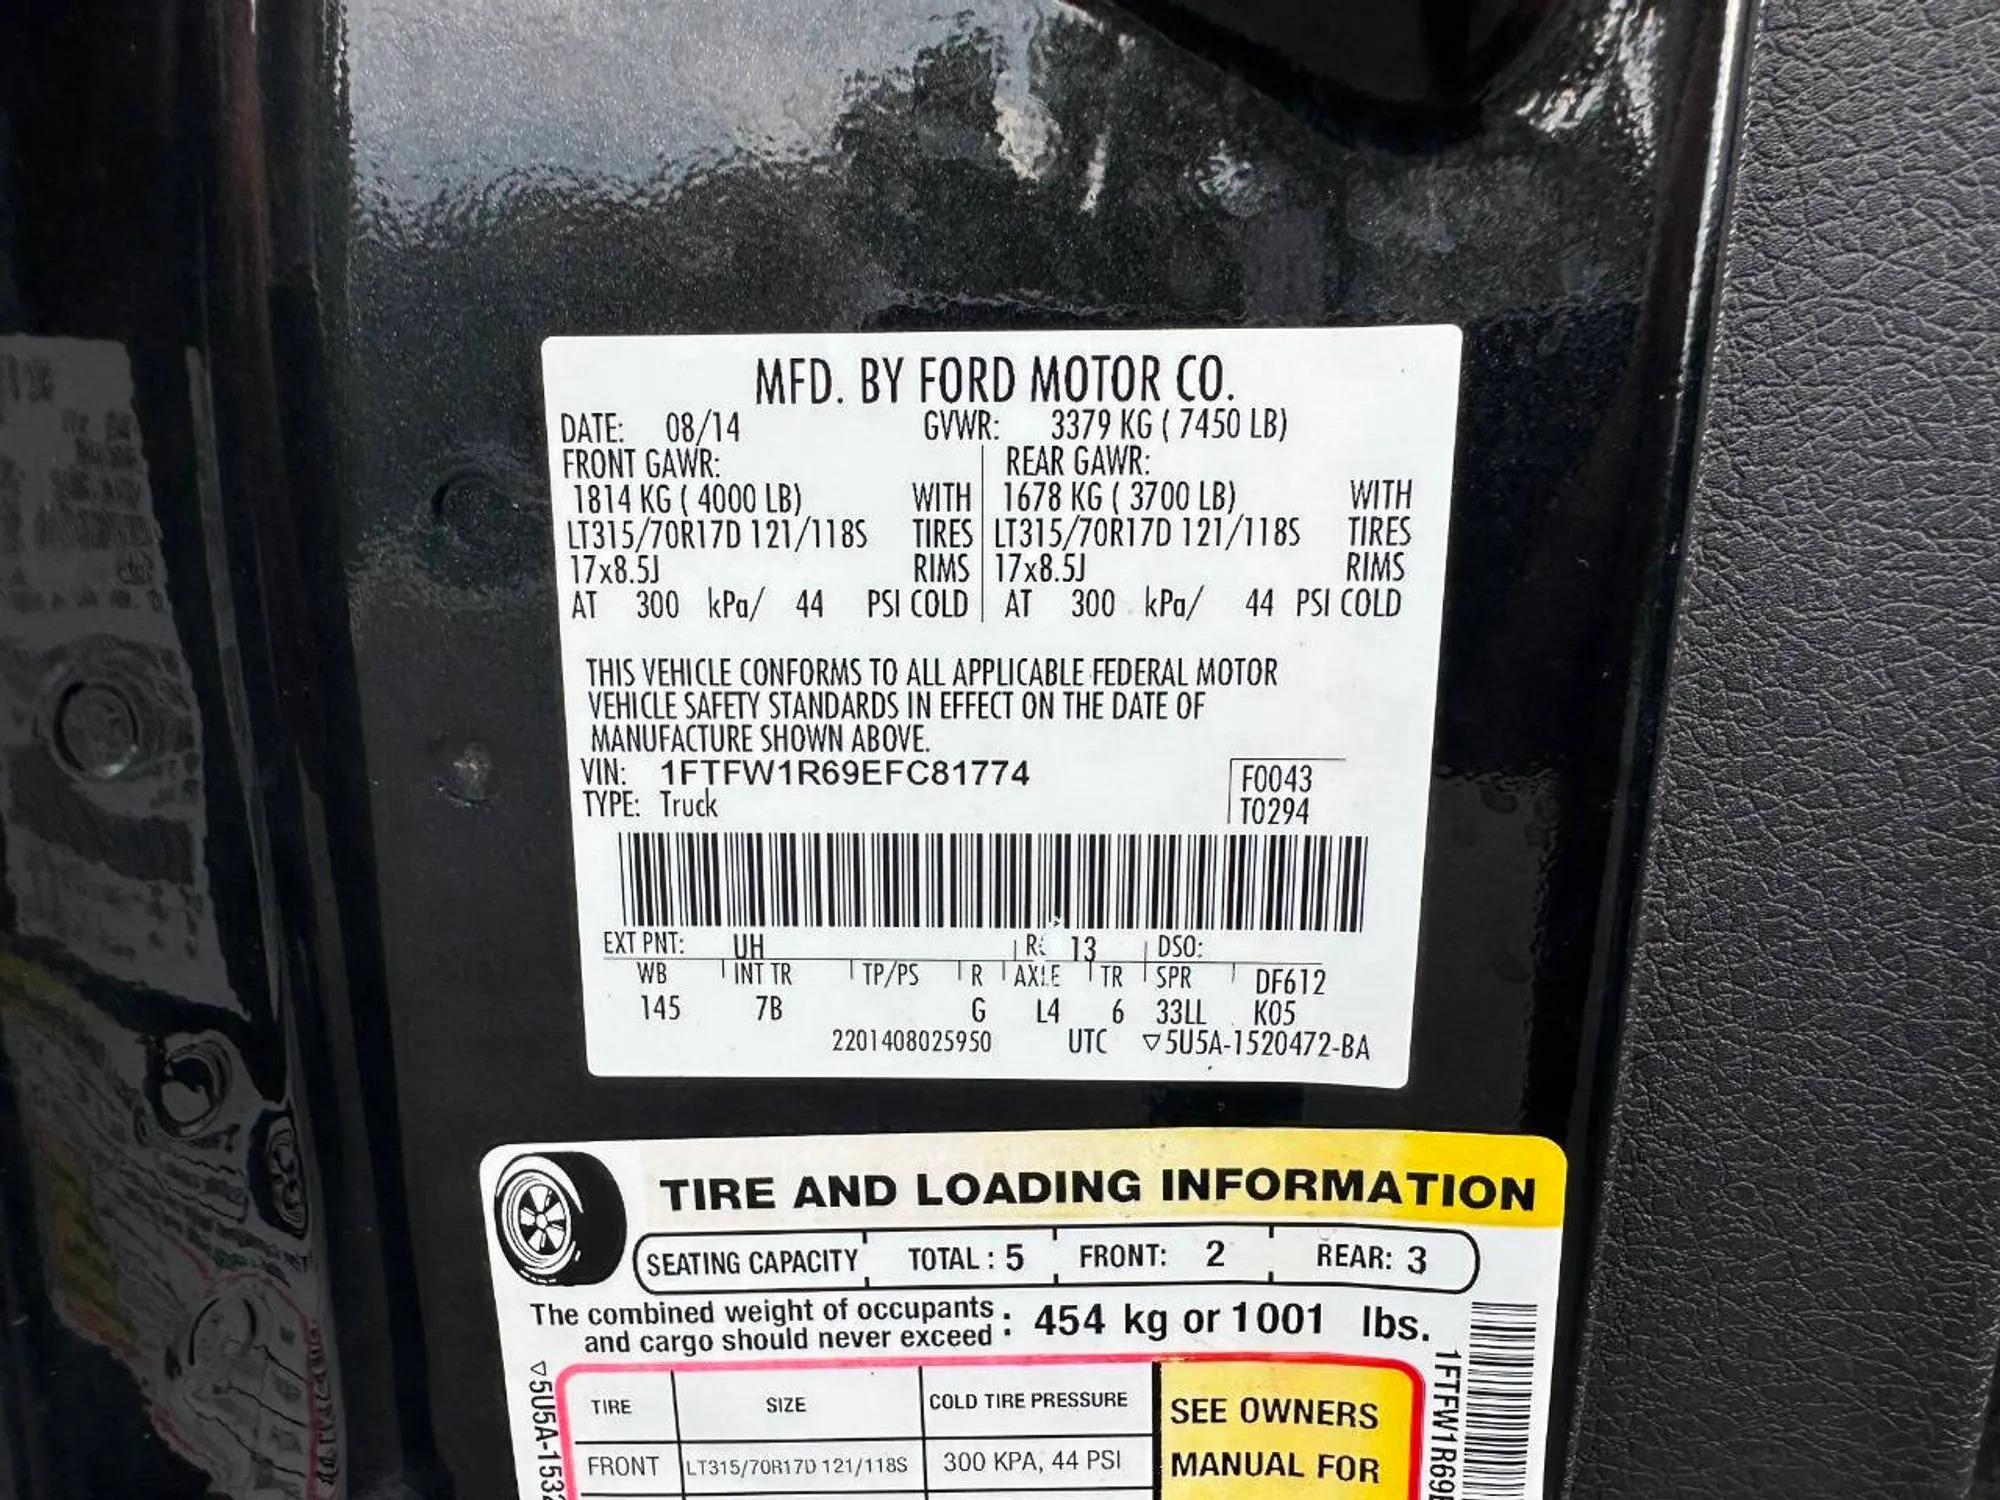 MFD. BY FORD MOTOR CO.
DATE: 08/14 GVWR: 3379 KG ( 7450 LB)
FRONT GAWR: REAR GAWR:
1814 KG ( 4000 LB) WITH 1678 KG ( 3700 LB) WITH
LT315/70R17D 121/118S TIRES LT315/70R17D 121/118S TIRES
17x8.5J RIMS 17x8.5J RIMS
AT 300 kPa/ 44 PSI COLD AT 300 kPa/ 44 PSI COLD
THIS VEHICLE CONFORMS TO ALL APPLICABLE FEDERAL MOTOR
VEHICLE SAFETY STANDARDS IN EFFECT ON THE DATE OF
MANUFACTURE SHOWN ABOVE.
VIN: 1FTFW1R69EFC81774 F0043
TYPE: Truck T0294
EXT PNT: UH 13 DSO:
WB INT TR TP/PS R AXLE TR SPR DF612
145 7B G L4 6 33LL K05
2201408025950 UTC ▽5U5A-1520472-BA
TIRE AND LOADING INFORMATION
SEATING CAPACITY TOTAL : 5 FRONT: 2 REAR: 3
The combined weight of occupants
and cargo should never exceed : 454 kg or 1001 lbs.
TIRE SIZE COLD TIRE PRESSURE SEE OWNERS
FRONT LT315/70R17D 121/118S 300 KPA, 44 PSI MANUAL FOR
▽5U5A-153
1FTFW1R69